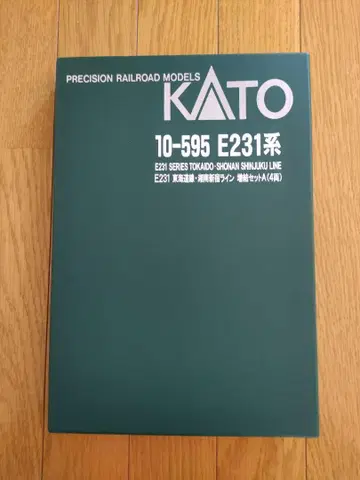 PRECISION RAILROAD MODELS
KATO
10-595 E231系
E231 SERIES TOKAIDO-SHONAN SHINJUKU LINE
E231 東海道線・湘南新宿ライン 増結セットA(4両)